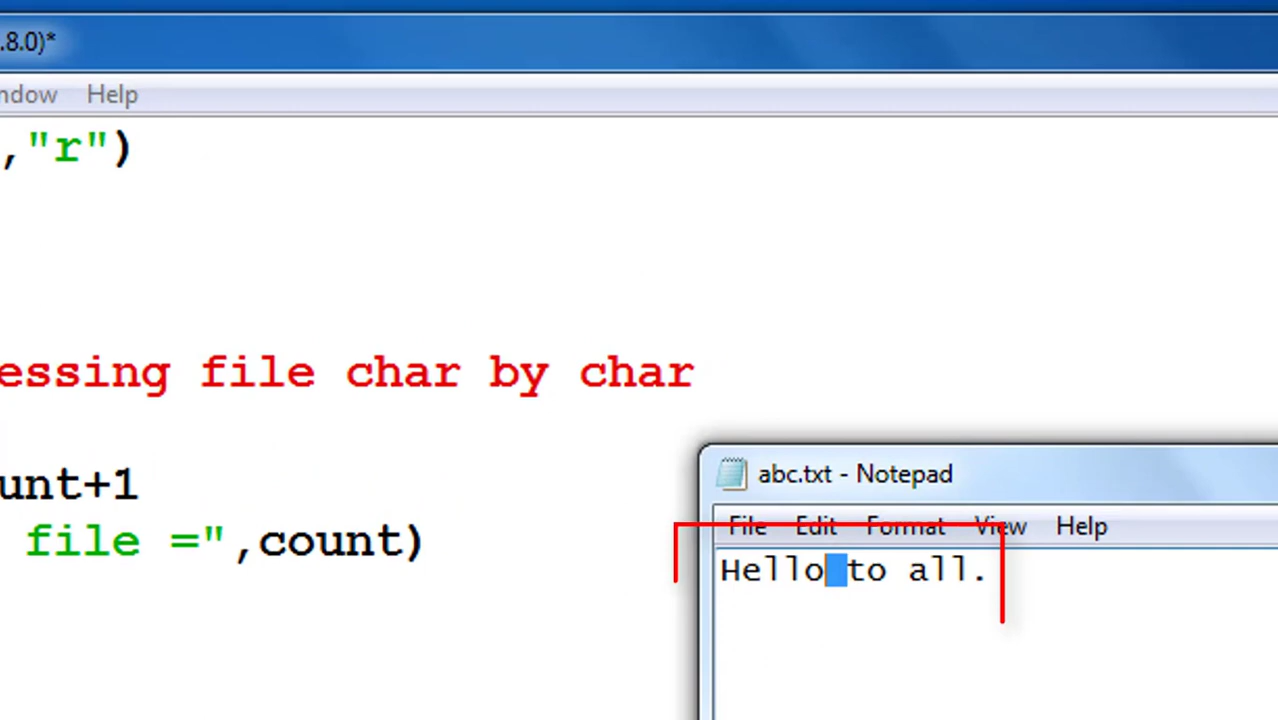 .8.0)*
ndow Help
,"r")
essing file char by char
unt+1
file =",count)
abc.txt - Notepad
File Edit Format View Help
Hello to all.